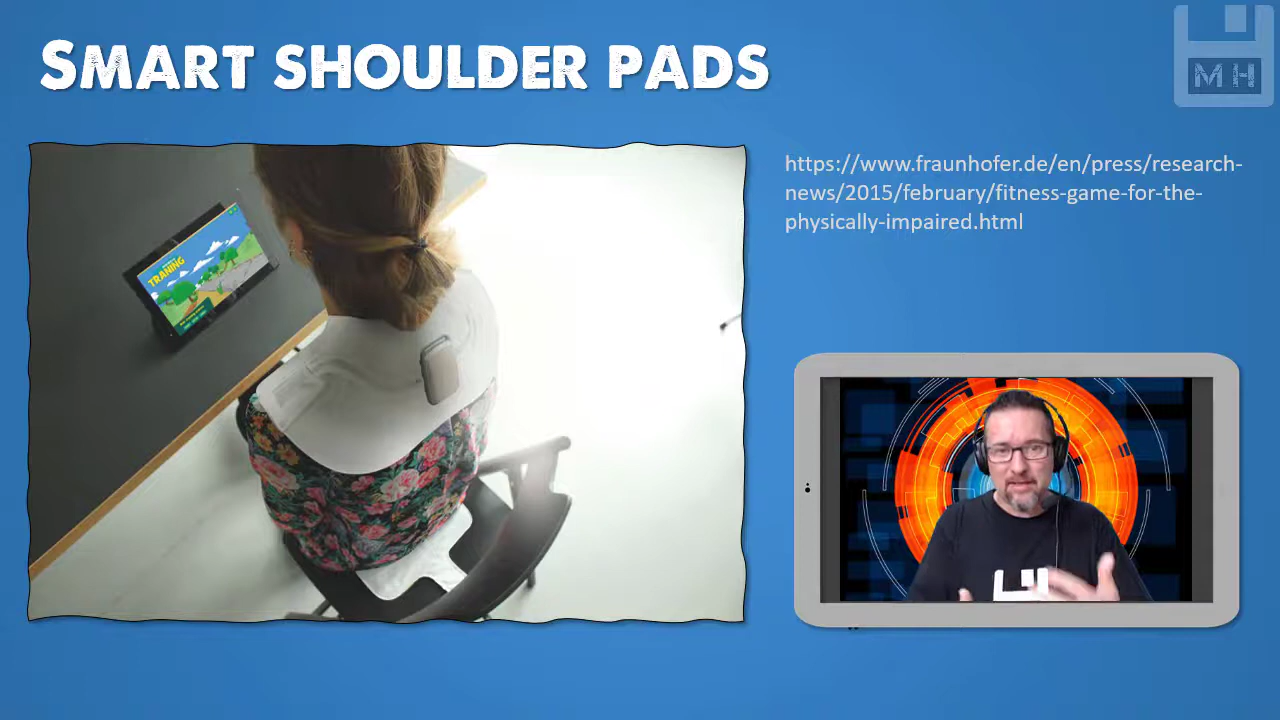 SMART SHOULDER PADS
MH
https://www.fraunhofer.de/en/press/research-
news/2015/february/fitness-game-for-the-
physically-impaired.html
TRAINING